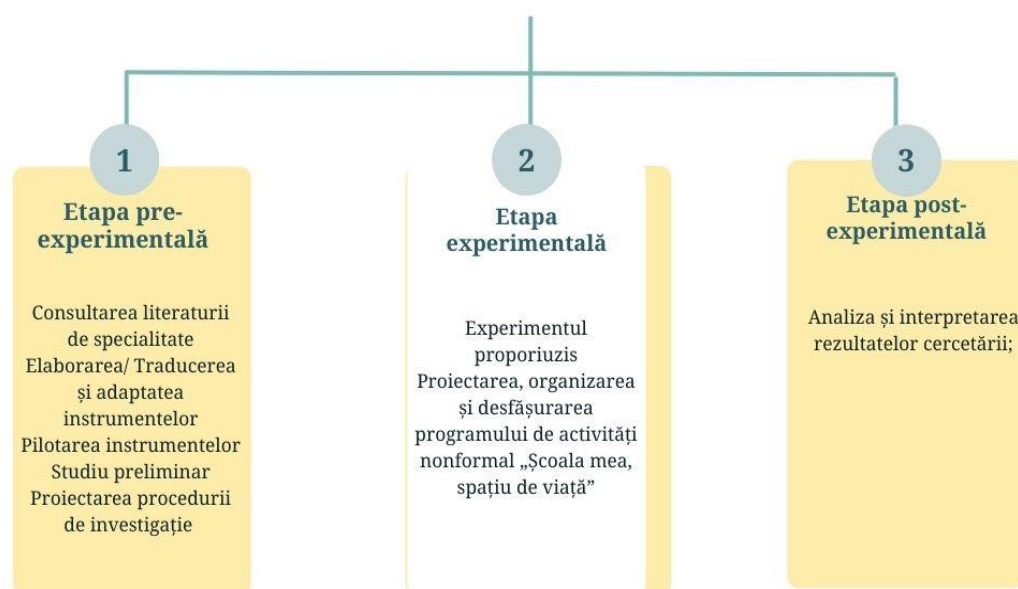 1
Etapa pre-
experimentală
Consultarea literaturii
de specialitate
Elaborarea/ Traducerea
și adaptatea
instrumentelor
Pilotarea instrumentelor
Studiu preliminar
Proiectarea procedurii
de investigație
2
Etapa
experimentală
Experimentul
proporiuzis
Proiectarea, organizarea
și desfășurarea
programului de activități
nonformal „Școala mea,
spațiu de viață”
3
Etapa post-
experimentală
Analiza și interpretarea
rezultatelor cercetării;